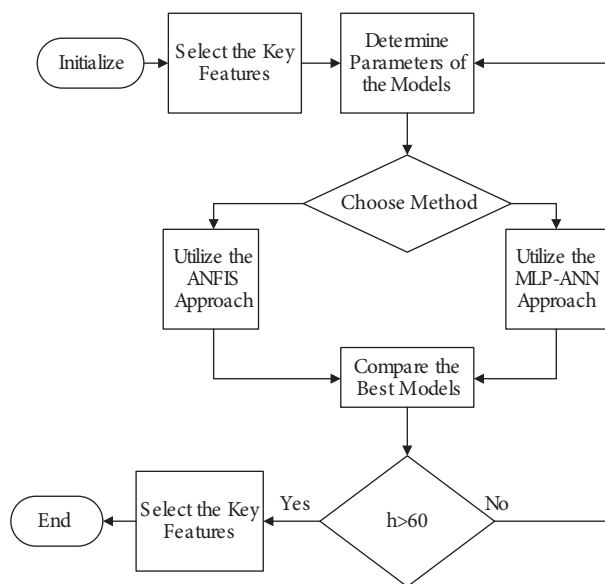 Initialize
Select the Key
Features
Determine
Parameters of
the Models
Choose Method
Utilize the
ANFIS
Approach
Utilize the
MLP-ANN
Approach
Compare the
Best Models
h>60
Yes
No
Select the Key
Features
End